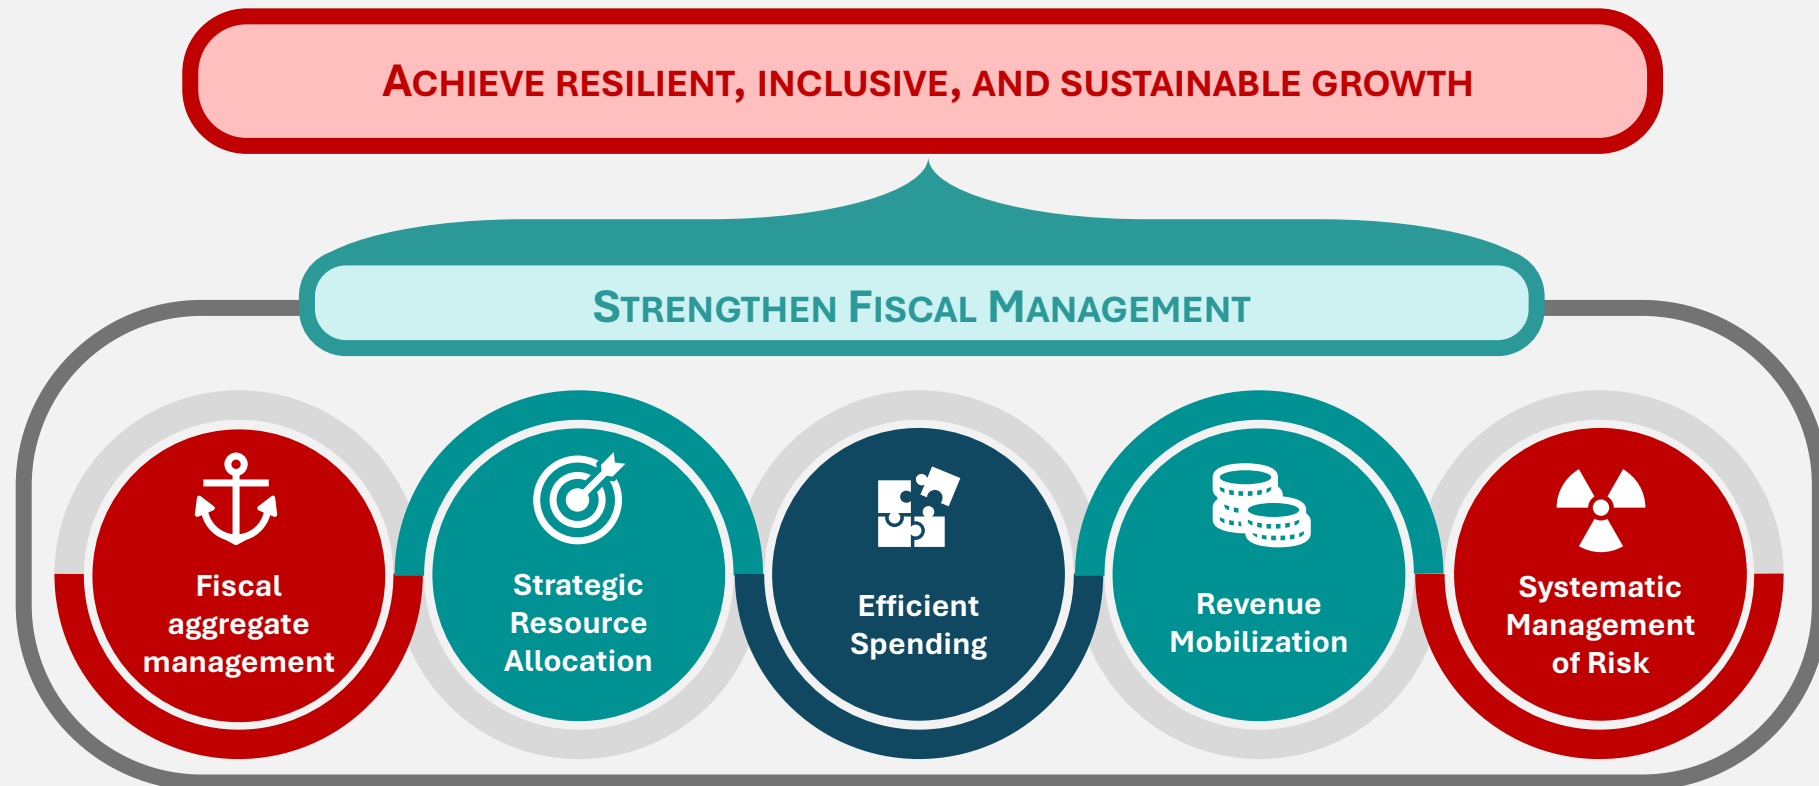 ACHIEVE RESILIENT, INCLUSIVE, AND SUSTAINABLE GROWTH
STRENGTHEN FISCAL MANAGEMENT
Fiscal
aggregate
management
Strategic
Resource
Allocation
Efficient
Spending
Revenue
Mobilization
Systematic
Management
of Risk